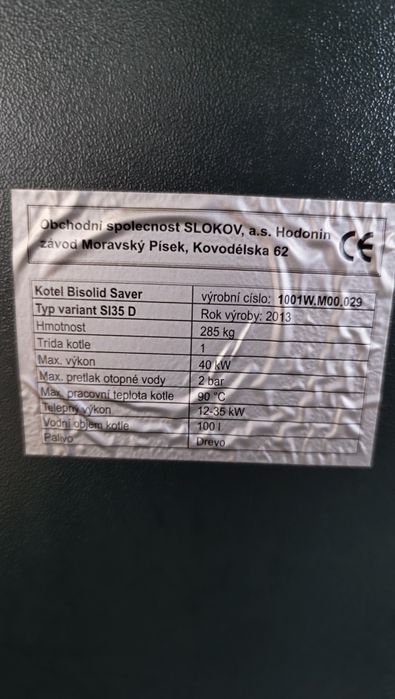 Obchodní spolecnost SLOKOV, a.s. Hodonín
závod Moravský Písek, Kovodélska 62
CE
Kotel Bisolid Saver výrobní císlo: 1001W.M00.029
Typ variant SI35 D Rok výroby: 2013
Hmotnost 285 kg
Trída kotle 1
Max. výkon 40 kW
Max. pretlak otopné vody 2 bar
Max. pracovní teplota kotle 90 °C
Telepný výkon 12-35 kW
Vodní objem kotle 100 l
Palivo Drevo